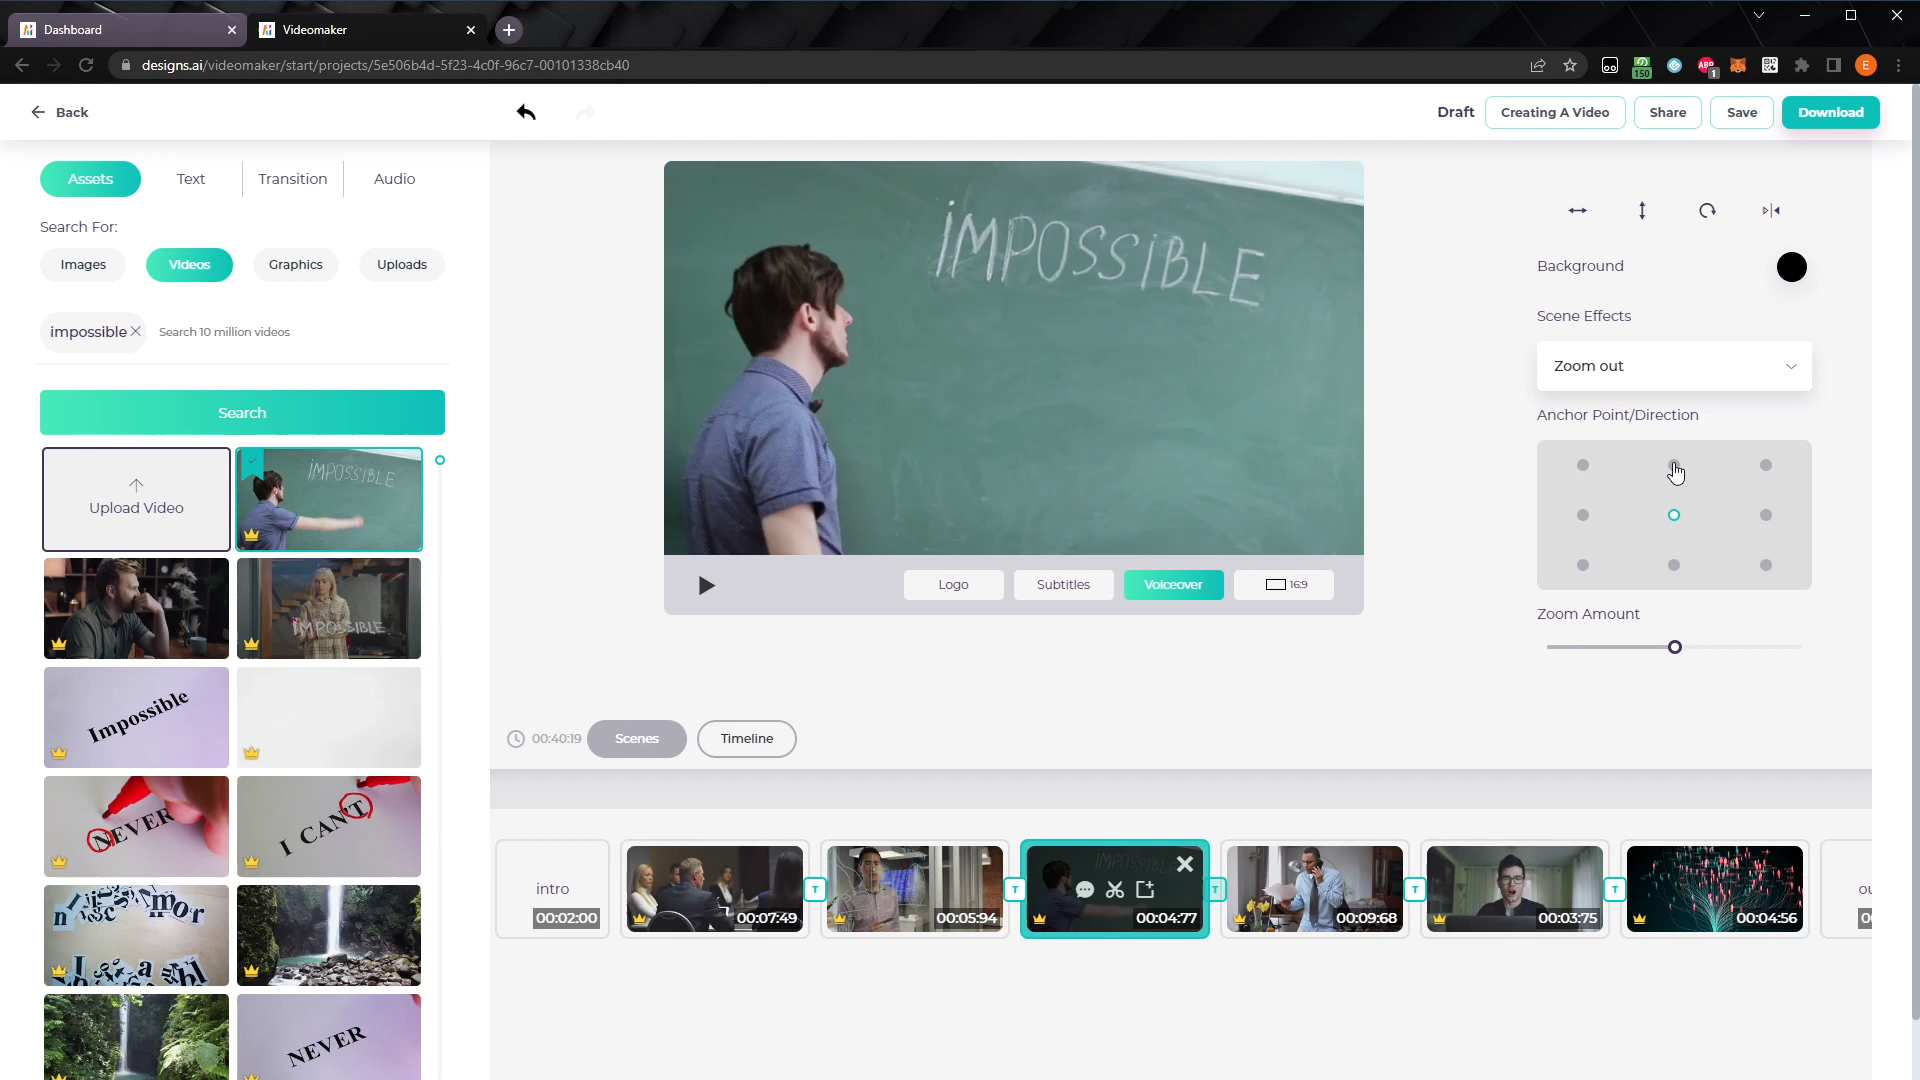 Dashboard
Videomaker
designs.ai/videomaker/start/projects/5e506b4d-5f23-4c0f-96c7-00101338cb40
150
ABP
1
E
Back
Draft
Creating A Video
Share
Save
Download
Assets
Text
Transition
Audio
Search For:
Images
Videos
Graphics
Uploads
impossible
Search 10 million videos
Search
Upload Video
IMPOSSIBLE
IMPOSSIBLE
Impossible
NEVER
I CAN'T
NEVER
IMPOSSIBLE
Logo
Subtitles
Voiceover
16:9
Background
Scene Effects
Zoom out
Anchor Point/Direction
Zoom Amount
00:40:19
Scenes
Timeline
intro
00:02:00
00:07:49
T
00:05:94
T
IMPOSSIBLE
00:04:77
T
00:09:68
T
00:03:75
T
00:04:56